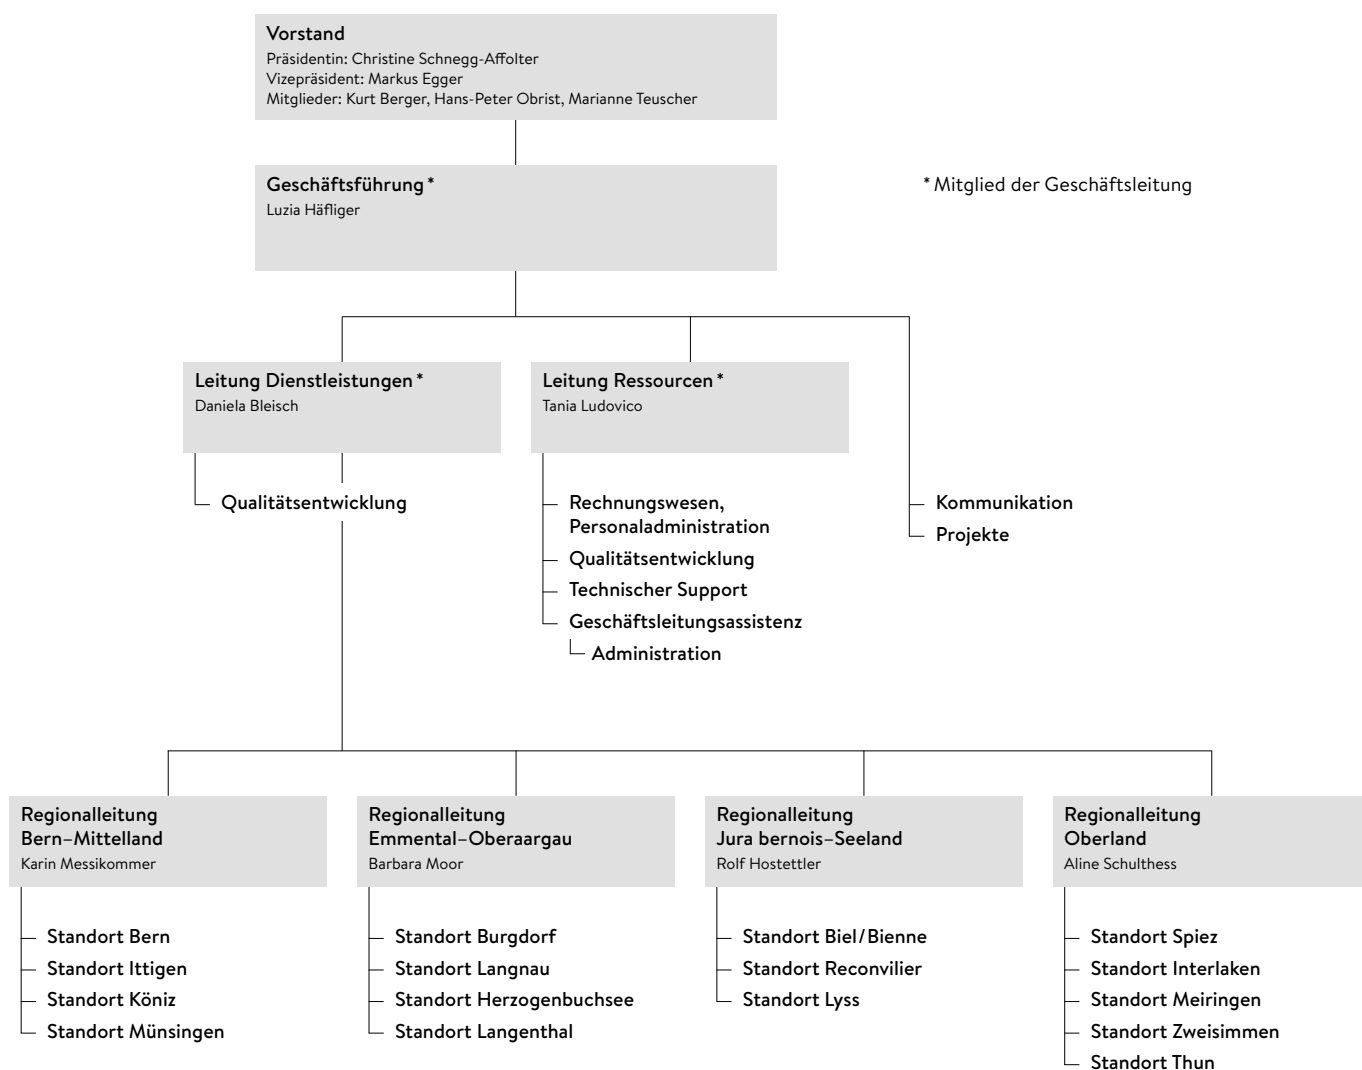 Vorstand
Präsidentin: Christine Schnegg-Affolter
Vizepräsident: Markus Egger
Mitglieder: Kurt Berger, Hans-Peter Obrist, Marianne Teuscher
Geschäftsführung *
Luzia Häfliger
* Mitglied der Geschäftsleitung
Leitung Dienstleistungen *
Daniela Bleisch
Qualitätsentwicklung
Leitung Ressourcen *
Tania Ludovico
Rechnungswesen,
Personaladministration
Qualitätsentwicklung
Technischer Support
Geschäftsleitungsassistenz
Administration
Kommunikation
Projekte
Regionalleitung
Bern–Mittelland
Karin Messikommer
Standort Bern
Standort Ittigen
Standort Köniz
Standort Münsingen
Regionalleitung
Emmental–Oberaargau
Barbara Moor
Standort Burgdorf
Standort Langnau
Standort Herzogenbuchsee
Standort Langenthal
Regionalleitung
Jura bernois–Seeland
Rolf Hostettler
Standort Biel/Bienne
Standort Reconvilier
Standort Lyss
Regionalleitung
Oberland
Aline Schulthess
Standort Spiez
Standort Interlaken
Standort Meiringen
Standort Zweisimmen
Standort Thun